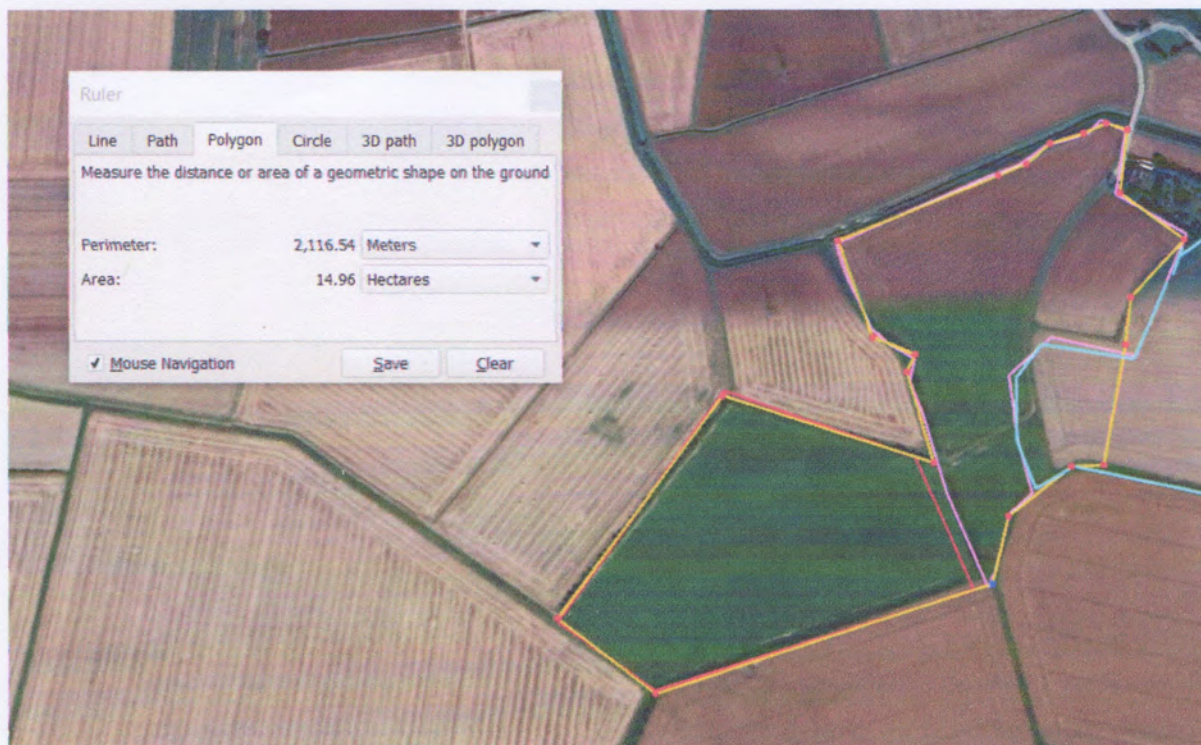 Ruler
Line Path Polygon Circle 3D path 3D polygon
Measure the distance or area of a geometric shape on the ground
Perimeter: 2,116.54 Meters
Area: 14.96 Hectares
Mouse Navigation Save Clear